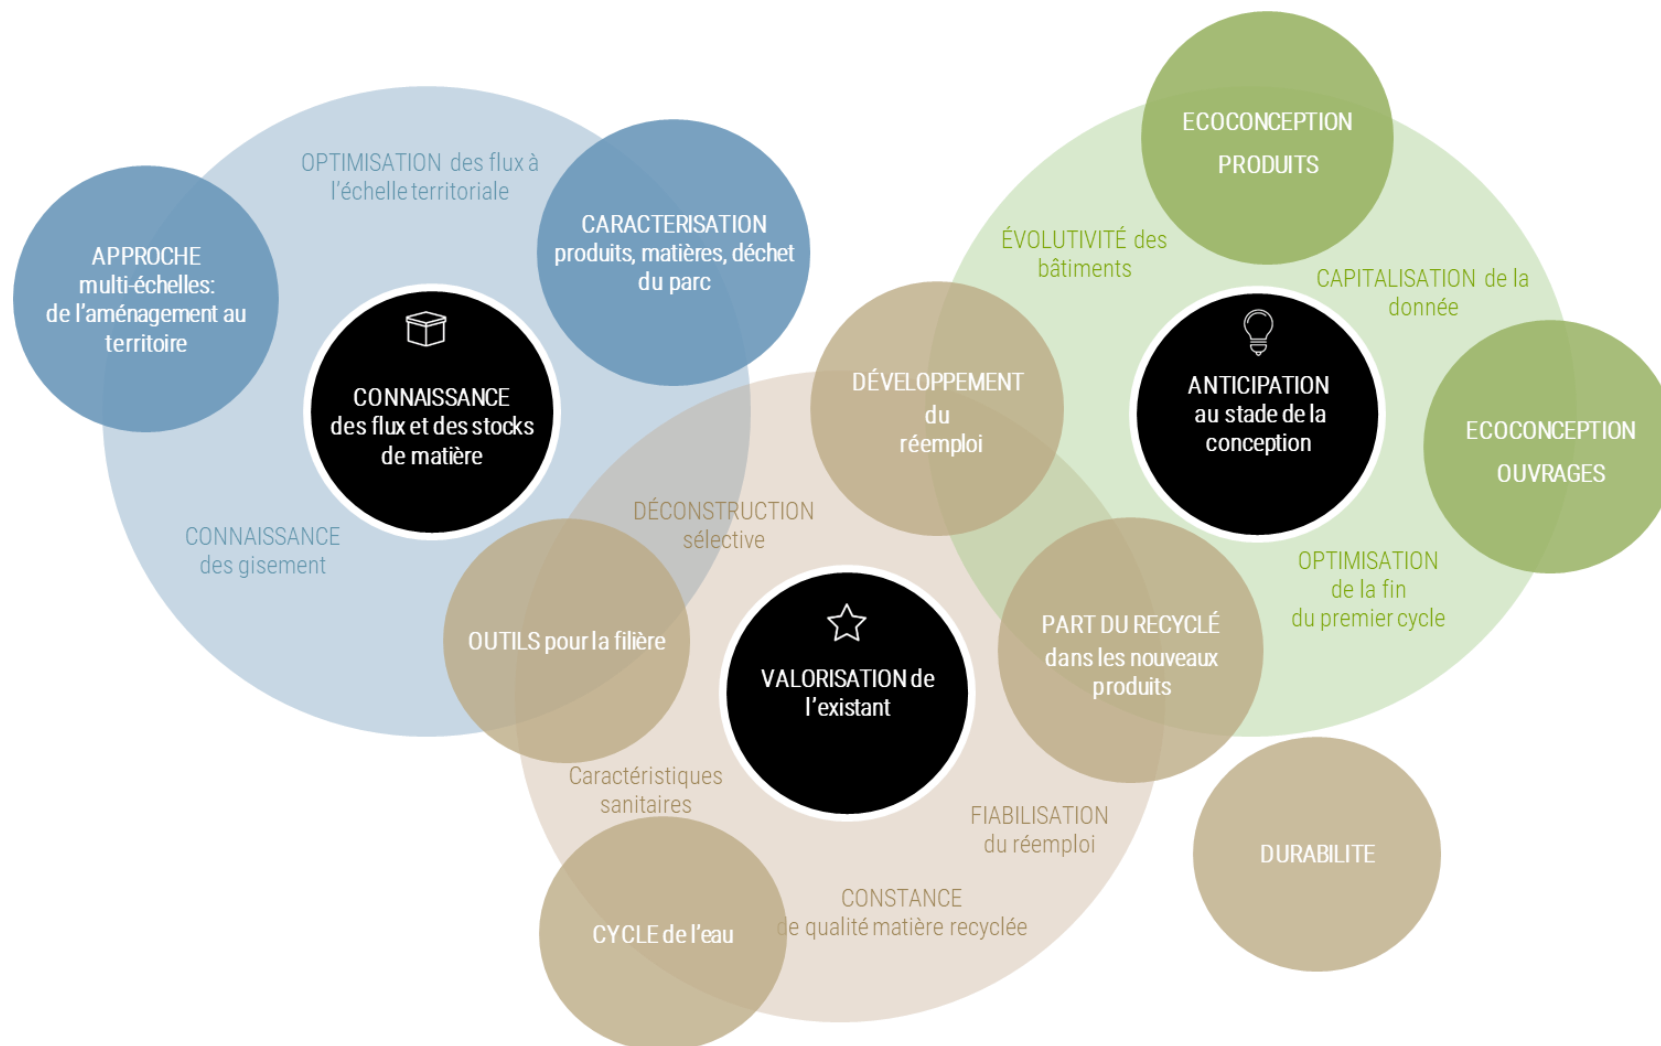 OPTIMISATION des flux à
l'échelle territoriale
APPROCHE
multi-échelles:
de l'aménagement au
territoire
CARACTERISATION
produits, matières, déchet
du parc
CONNAISSANCE
des flux et des stocks
de matière
CONNAISSANCE
des gisement
ECOCONCEPTION
PRODUITS
ÉVOLUTIVITÉ des
bâtiments
CAPITALISATION de la
donnée
ANTICIPATION
au stade de la
conception
ECOCONCEPTION
OUVRAGES
OPTIMISATION
de la fin
du premier cycle
DÉVELOPPEMENT
du
réemploi
DÉCONSTRUCTION
sélective
OUTILS pour la filière
VALORISATION de
l'existant
PART DU RECYCLÉ
dans les nouveaux
produits
Caractéristiques
sanitaires
FIABILISATION
du réemploi
CONSTANCE
de qualité matière recyclée
CYCLE de l'eau
DURABILITE